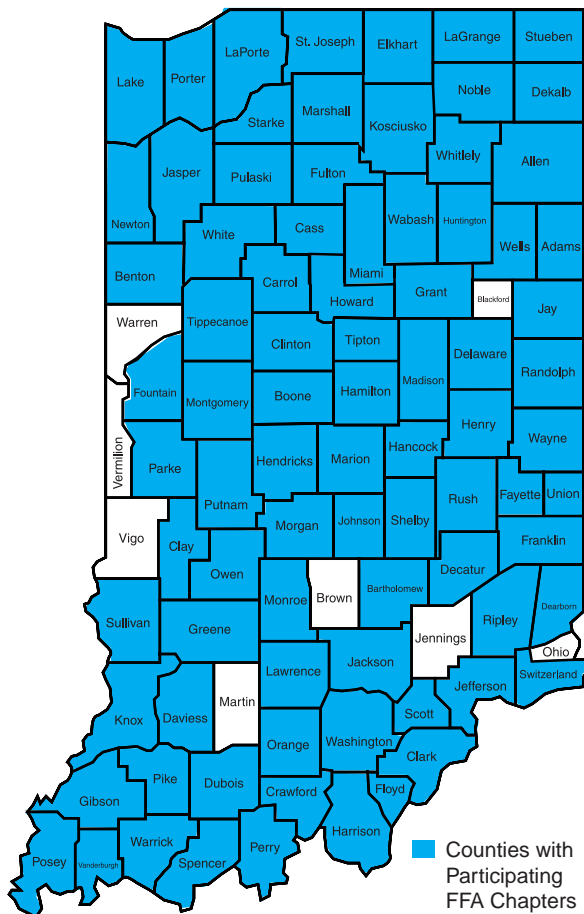 St. Joseph
Elkhart
LaGrange
Stueben
LaPorte
Lake
Porter
Noble
Dekalb
Starke
Marshall
Kosciusko
Whitlely
Allen
Jasper
Pulaski
Fulton
Newton
White
Cass
Wabash
Huntington
Wells
Adams
Benton
Carrol
Miami
Grant
Blackford
Jay
Howard
Warren
Tippecanoe
Clinton
Tipton
Delaware
Randolph
Fountain
Montgomery
Boone
Hamilton
Madison
Henry
Wayne
Vermilion
Parke
Hendricks
Marion
Hancock
Putnam
Rush
Fayette
Union
Vigo
Clay
Morgan
Johnson
Shelby
Franklin
Owen
Decatur
Monroe
Brown
Bartholomew
Sullivan
Greene
Jennings
Ripley
Dearborn
Ohio
Lawrence
Jackson
Switzerland
Martin
Jefferson
Knox
Daviess
Scott
Orange
Washington
Clark
Pike
Dubois
Gibson
Crawford
Floyd
Warrick
Harrison
Posey
Vanderburgh
Spencer
Perry
Counties with
Participating
FFA Chapters